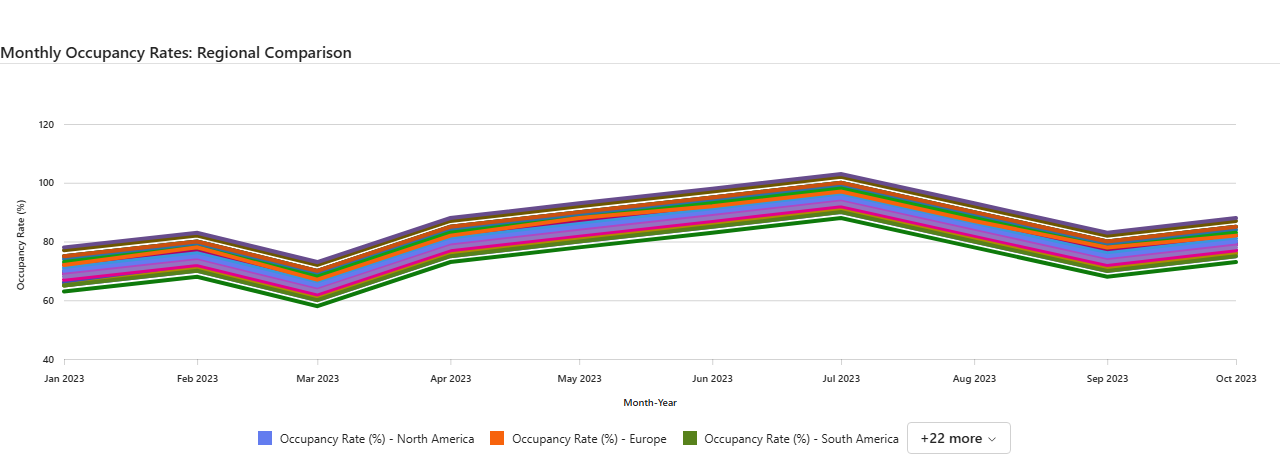 Monthly Occupancy Rates: Regional Comparison
120
100
80
60
40
Occupancy Rate (%)
Jan 2023 Feb 2023 Mar 2023 Apr 2023 May 2023 Jun 2023 Jul 2023 Aug 2023 Sep 2023 Oct 2023
Month-Year
Occupancy Rate (%) - North America Occupancy Rate (%) - Europe Occupancy Rate (%) - South America +22 more